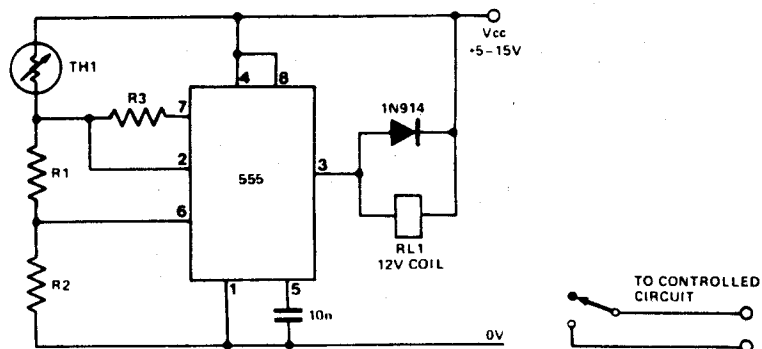 Vcc
+5-15V
TH1
4
8
R3
7
1N914
2
3
R1
555
6
RL1
12V COIL
R2
1
5
TO CONTROLLED
CIRCUIT
10n
0V